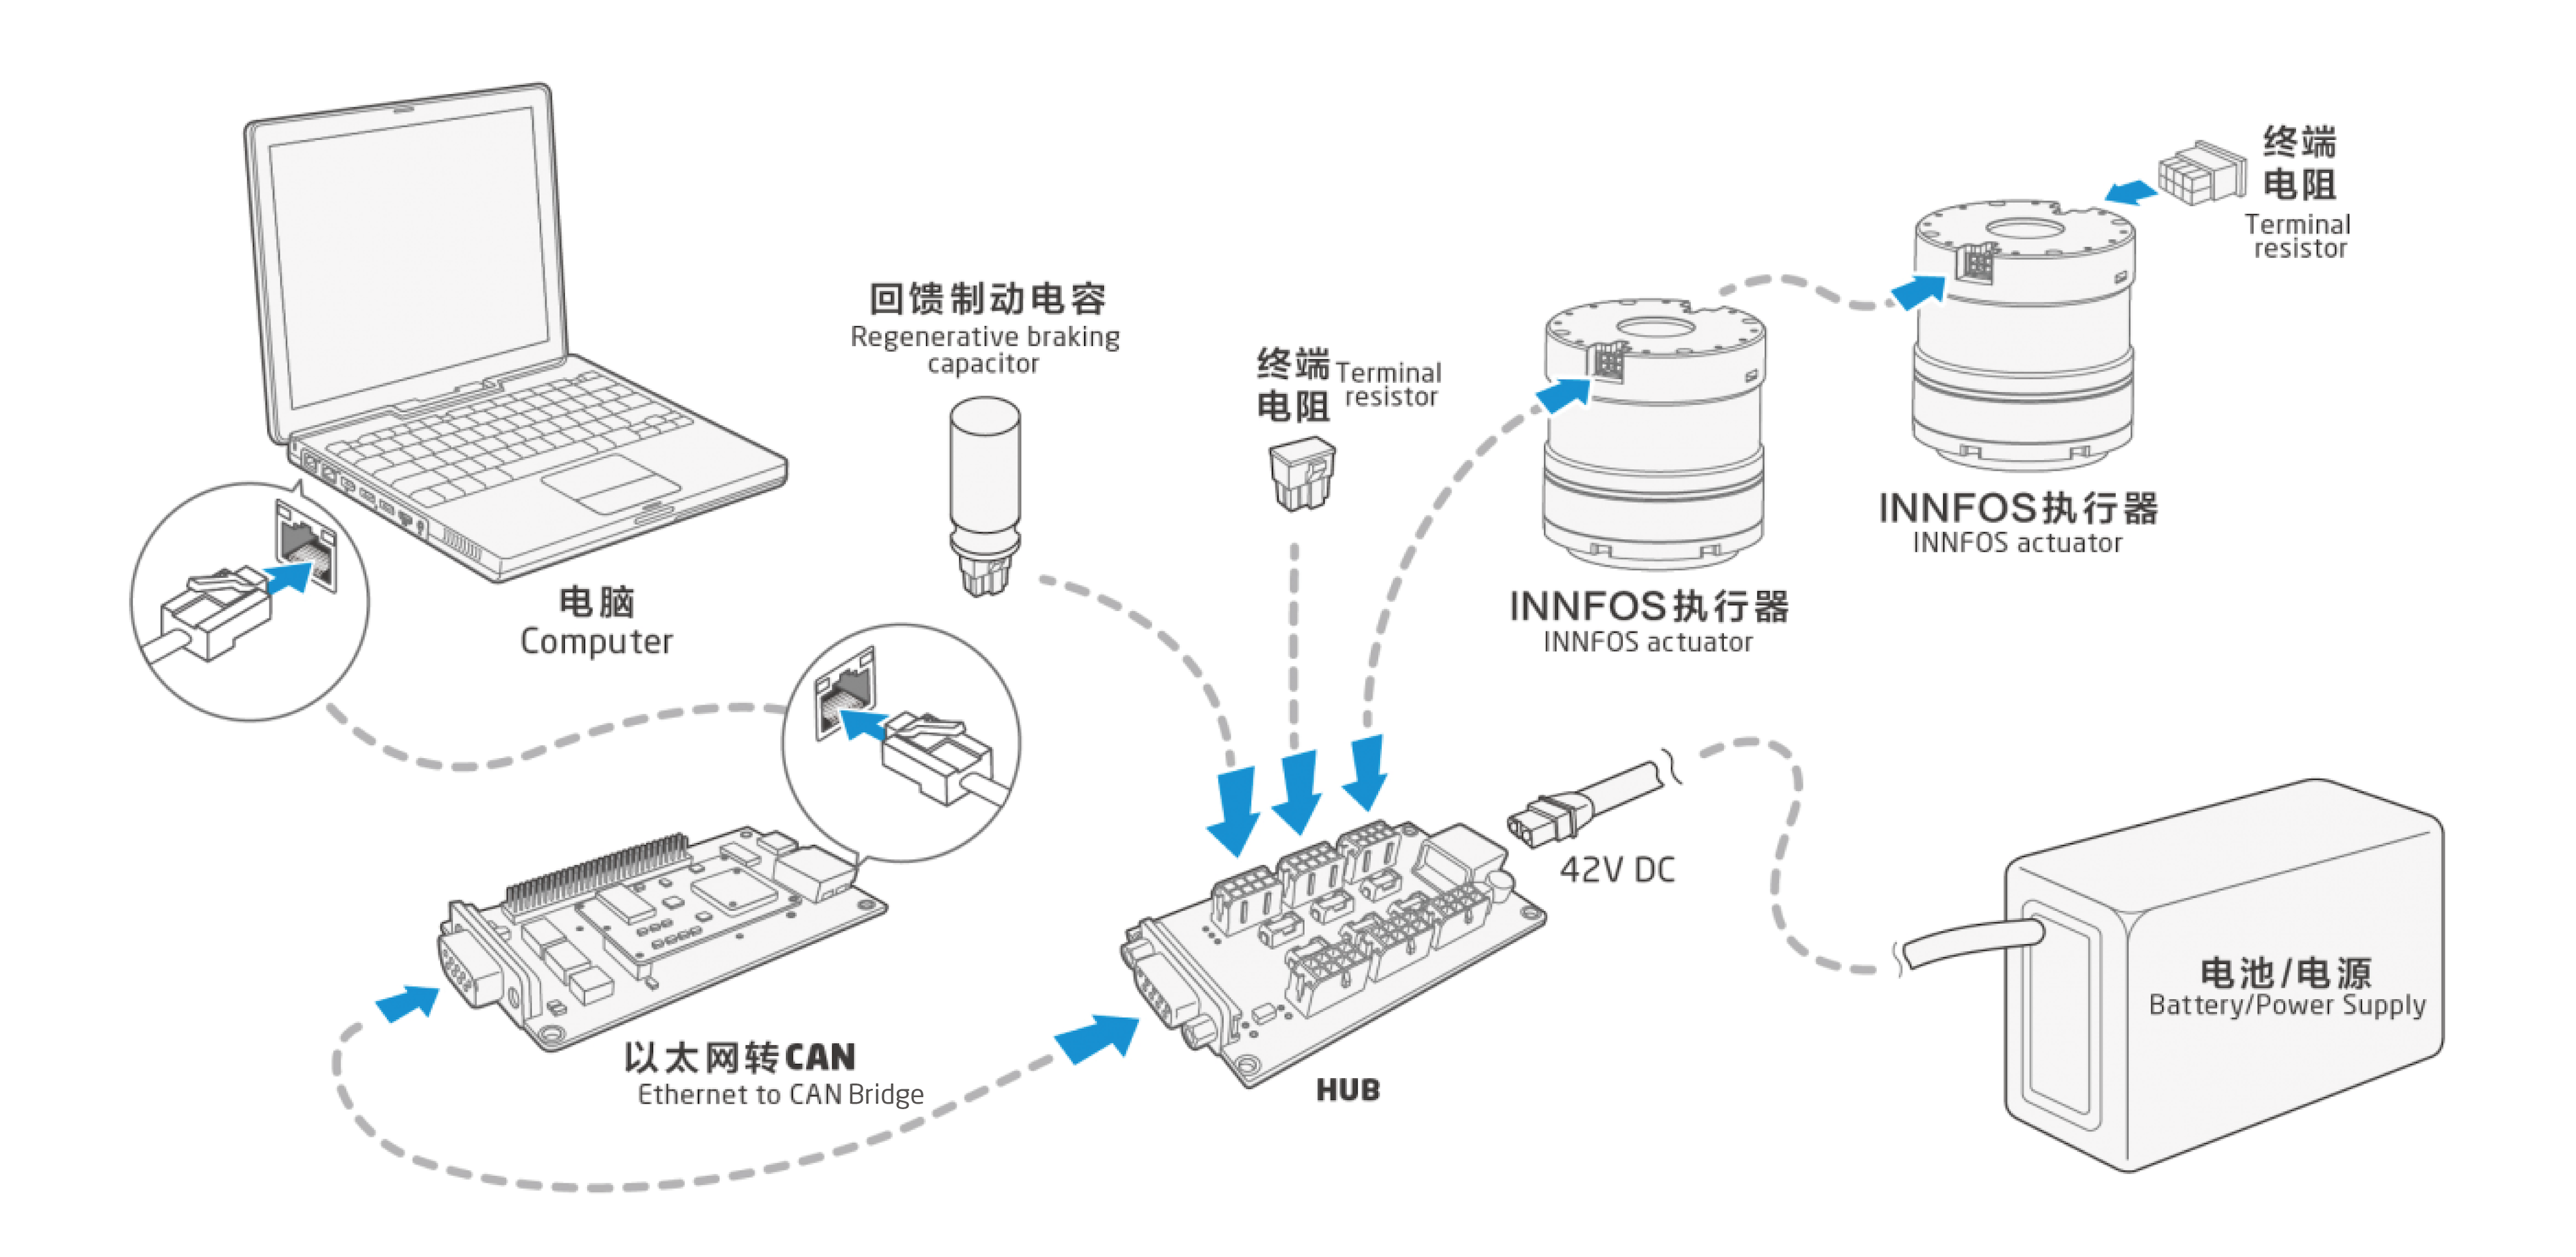 终端
电阻
Terminal
resistor
回馈制动电容
Regenerative braking
capacitor
终端
电阻
Terminal
resistor
INNFOS执行器
INNFOS actuator
INNFOS执行器
INNFOS actuator
电脑
Computer
42V DC
电池/电源
Battery/Power Supply
以太网转CAN
Ethernet to CAN Bridge
HUB